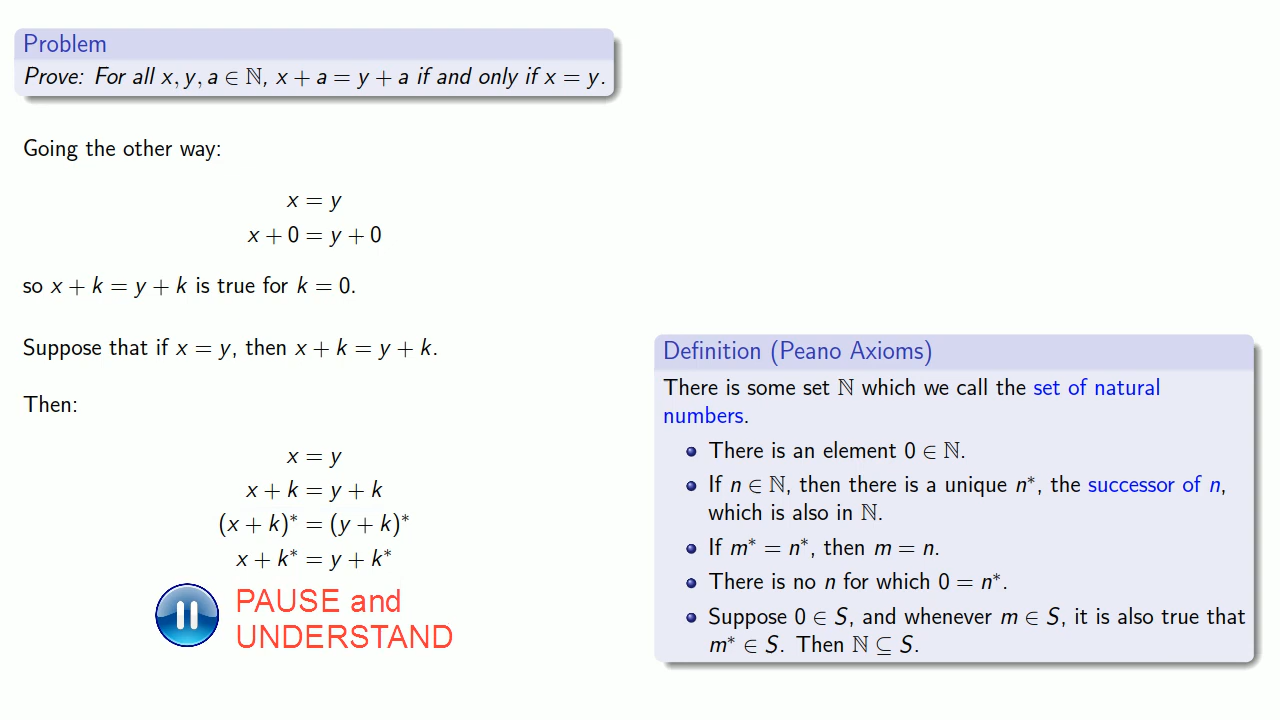 Problem
Prove: For all x, y, a ∈ ℕ, x + a = y + a if and only if x = y.
Going the other way:
x = y
x + 0 = y + 0
so x + k = y + k is true for k = 0.
Suppose that if x = y, then x + k = y + k.
Then:
x = y
x + k = y + k
(x + k)* = (y + k)*
x + k* = y + k*
PAUSE and
UNDERSTAND
Definition (Peano Axioms)
There is some set ℕ which we call the set of natural
numbers.
• There is an element 0 ∈ ℕ.
• If n ∈ ℕ, then there is a unique n*, the successor of n,
which is also in ℕ.
• If m* = n*, then m = n.
• There is no n for which 0 = n*.
• Suppose 0 ∈ S, and whenever m ∈ S, it is also true that
m* ∈ S. Then ℕ ⊆ S.